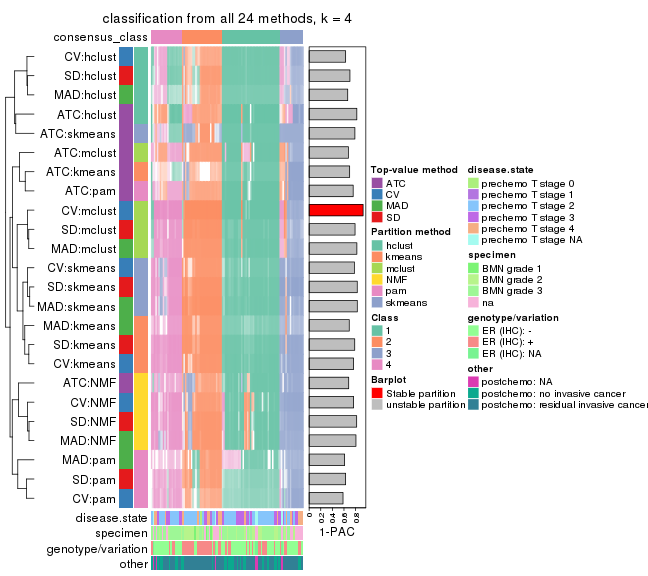 classification from all 24 methods, k = 4
consensus_class
CV:hclust
SD:hclust
MAD:hclust
ATC:hclust
ATC:skmeans
ATC:mclust
ATC:kmeans
ATC:pam
CV:mclust
SD:mclust
MAD:mclust
CV:skmeans
SD:skmeans
MAD:skmeans
MAD:kmeans
SD:kmeans
CV:kmeans
ATC:NMF
CV:NMF
SD:NMF
MAD:NMF
MAD:pam
SD:pam
CV:pam
disease.state
specimen
genotype/variation
other
0 0.2 0.4 0.6 0.8
1-PAC
Top-value method
ATC
CV
MAD
SD
Partition method
hclust
kmeans
mclust
NMF
pam
skmeans
Class
1
2
3
4
Barplot
Stable partition
unstable partition
disease.state
prechemo T stage 0
prechemo T stage 1
prechemo T stage 2
prechemo T stage 3
prechemo T stage 4
prechemo T stage NA
specimen
BMN grade 1
BMN grade 2
BMN grade 3
na
genotype/variation
ER (IHC): -
ER (IHC): +
ER (IHC): NA
other
postchemo: NA
postchemo: no invasive cancer
postchemo: residual invasive cancer